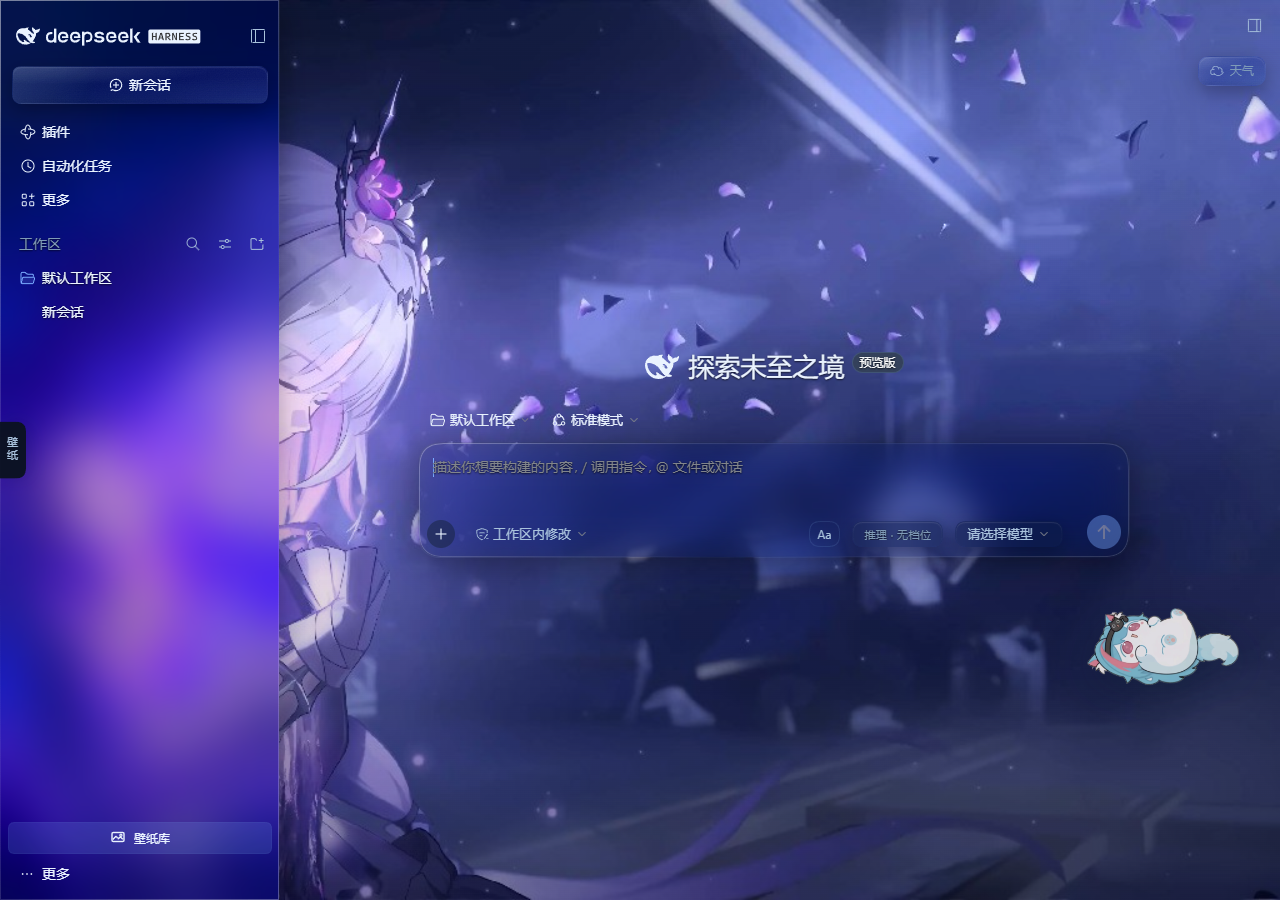 deepseek HARNESS
新会话
插件
自动化任务
更多
工作区
默认工作区
新会话
壁纸
壁纸库
更多
天气
探索未至之境 预览版
默认工作区 标准模式
描述你想要构建的内容, / 调用指令, @ 文件或对话
工作区内修改 Aa 推理 · 无档位 请选择模型